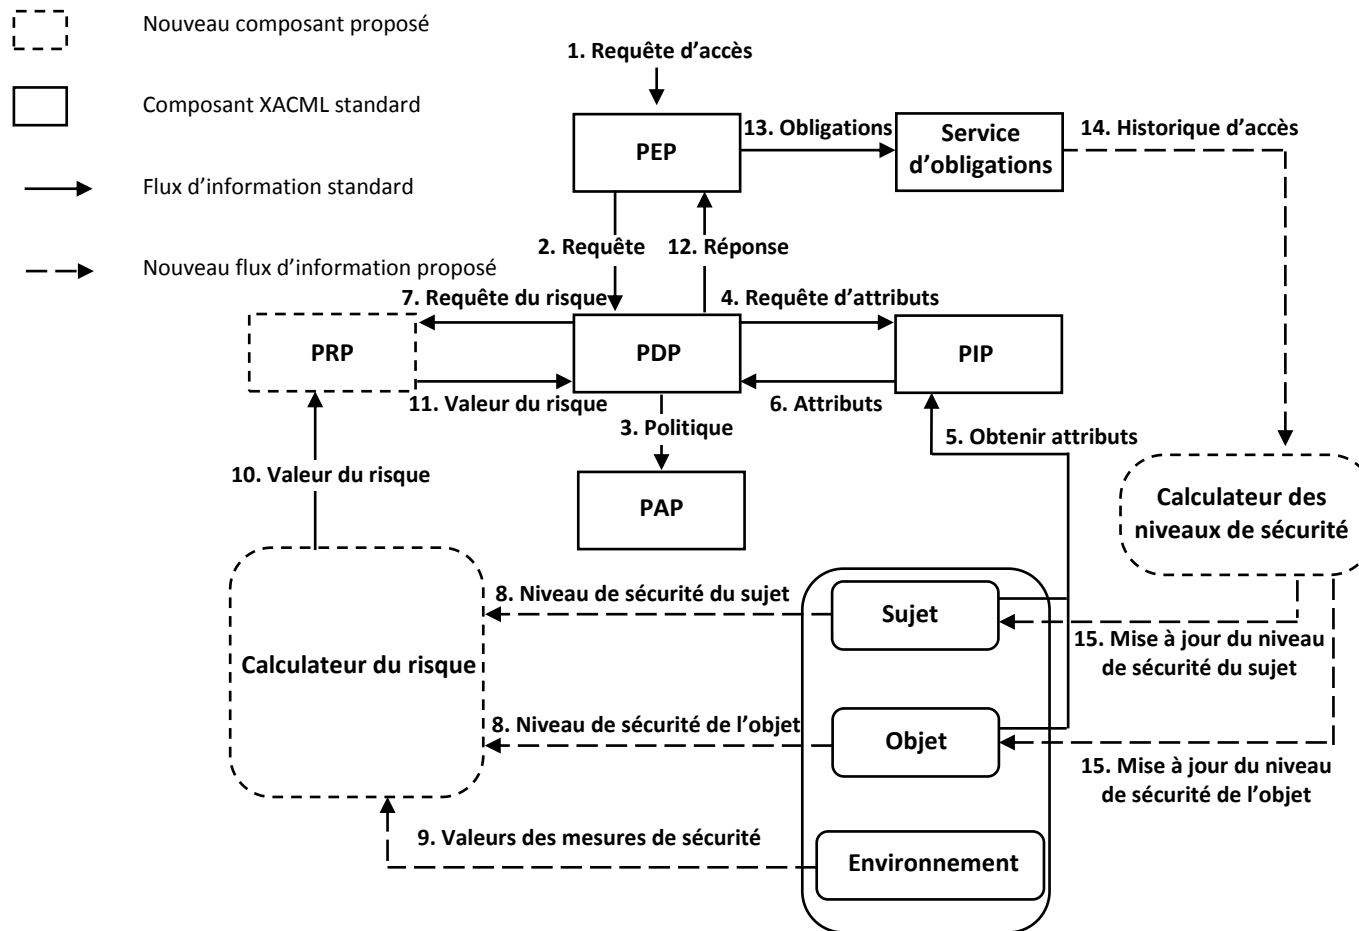 Nouveau composant proposé
Composant XACML standard
Flux d’information standard
Nouveau flux d’information proposé
1. Requête d’accès
PEP
13. Obligations
Service
d’obligations
14. Historique d’accès
2. Requête
12. Réponse
7. Requête du risque
4. Requête d’attributs
PRP
PDP
PIP
11. Valeur du risque
6. Attributs
3. Politique
5. Obtenir attributs
10. Valeur du risque
PAP
Calculateur des
niveaux de sécurité
8. Niveau de sécurité du sujet
Sujet
15. Mise à jour du niveau
de sécurité du sujet
Calculateur du risque
8. Niveau de sécurité de l’objet
Objet
15. Mise à jour du niveau
de sécurité de l’objet
9. Valeurs des mesures de sécurité
Environnement